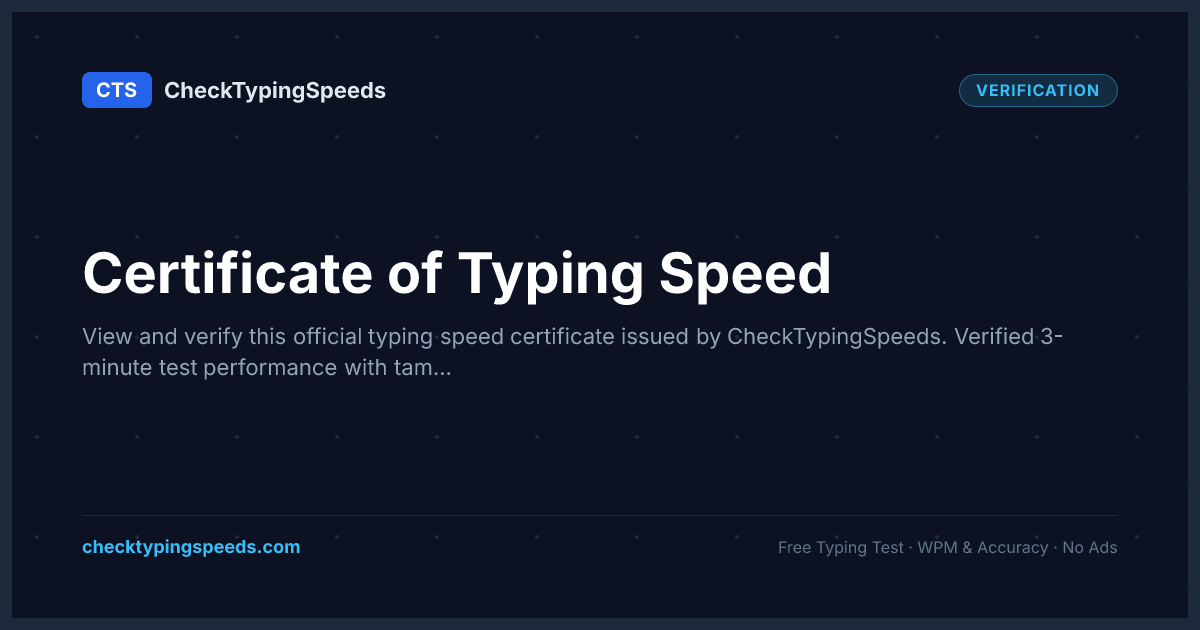 CTS CheckTypingSpeeds
VERIFICATION
Certificate of Typing Speed
View and verify this official typing speed certificate issued by CheckTypingSpeeds. Verified 3-
minute test performance with tam...
checktypingspeeds.com
Free Typing Test · WPM & Accuracy · No Ads